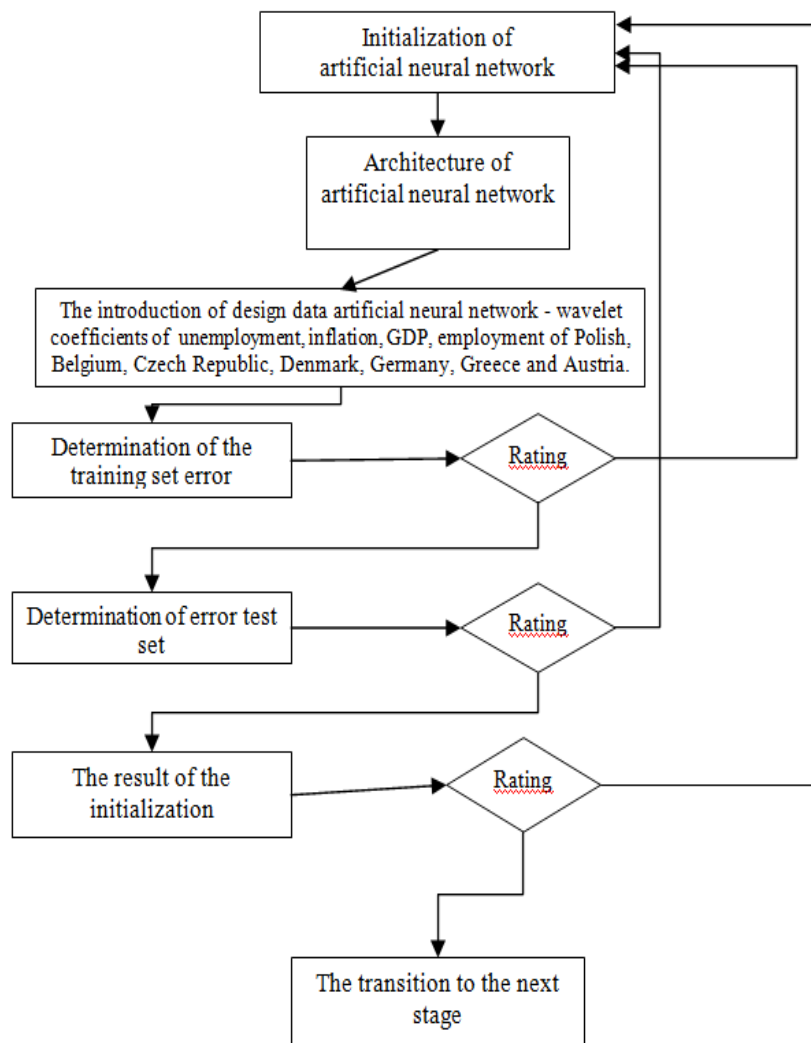 Initialization of
artificial neural network
Architecture of
artificial neural network
The introduction of design data artificial neural network - wavelet
coefficients of unemployment, inflation, GDP, employment of Polish,
Belgium, Czech Republic, Denmark, Germany, Greece and Austria.
Determination of the
training set error
Rating
Determination of error test
set
Rating
The result of the
initialization
Rating
The transition to the next
stage